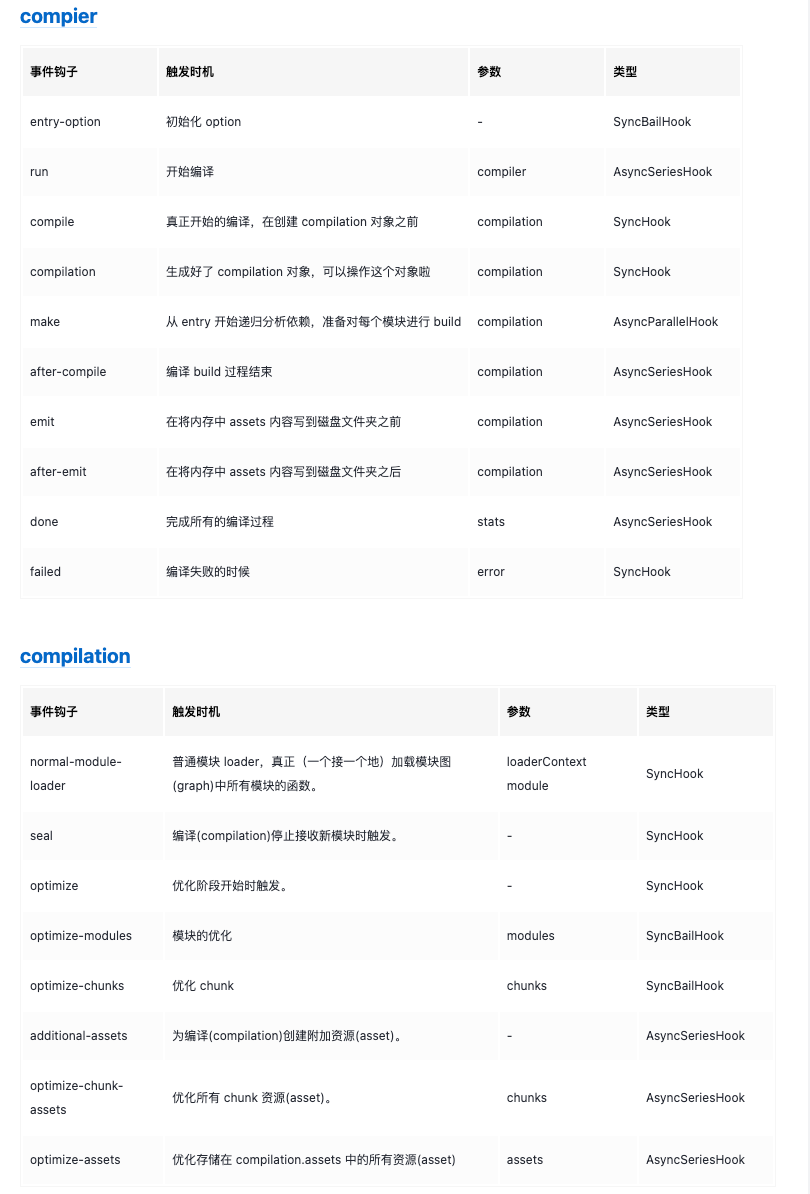 compier
事件钩子 触发时机 参数 类型
entry-option 初始化 option - SyncBailHook
run 开始编译 compiler AsyncSeriesHook
compile 真正开始的编译，在创建 compilation 对象之前 compilation SyncHook
compilation 生成好了 compilation 对象，可以操作这个对象啦 compilation SyncHook
make 从 entry 开始递归分析依赖，准备对每个模块进行 build compilation AsyncParallelHook
after-compile 编译 build 过程结束 compilation AsyncSeriesHook
emit 在将内存中 assets 内容写到磁盘文件夹之前 compilation AsyncSeriesHook
after-emit 在将内存中 assets 内容写到磁盘文件夹之后 compilation AsyncSeriesHook
done 完成所有的编译过程 stats AsyncSeriesHook
failed 编译失败的时候 error SyncHook
compilation
事件钩子 触发时机 参数 类型
normal-module-
loader
普通模块 loader，真正（一个接一个地）加载模块图
(graph)中所有模块的函数。
loaderContext
module
SyncHook
seal 编译(compilation)停止接收新模块时触发。 - SyncHook
optimize 优化阶段开始时触发。 - SyncHook
optimize-modules 模块的优化 modules SyncBailHook
optimize-chunks 优化 chunk chunks SyncBailHook
additional-assets 为编译(compilation)创建附加资源(asset)。 - AsyncSeriesHook
optimize-chunk-
assets
优化所有 chunk 资源(asset)。 chunks AsyncSeriesHook
optimize-assets 优化存储在 compilation.assets 中的所有资源(asset) assets AsyncSeriesHook